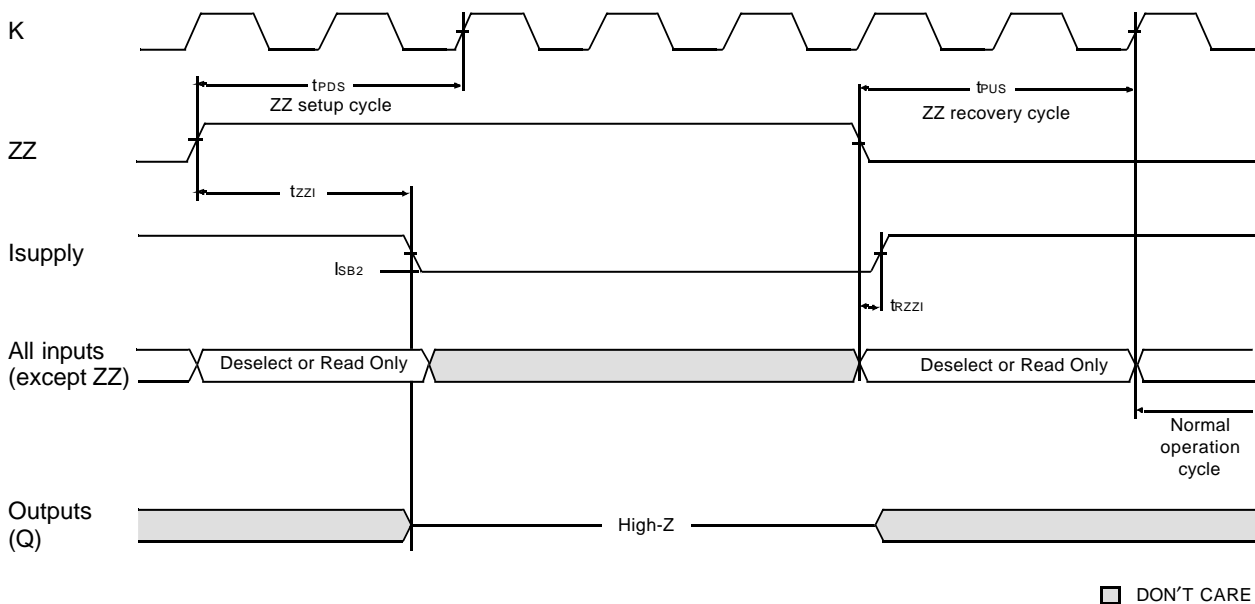 K
tPDS
ZZ setup cycle
tPUS
ZZ recovery cycle
ZZ
tZZI
Isupply
ISB2
tRZZI
All inputs
(except ZZ)
Deselect or Read Only
Deselect or Read Only
Normal
operation
cycle
Outputs
(Q)
High-Z
DON'T CARE